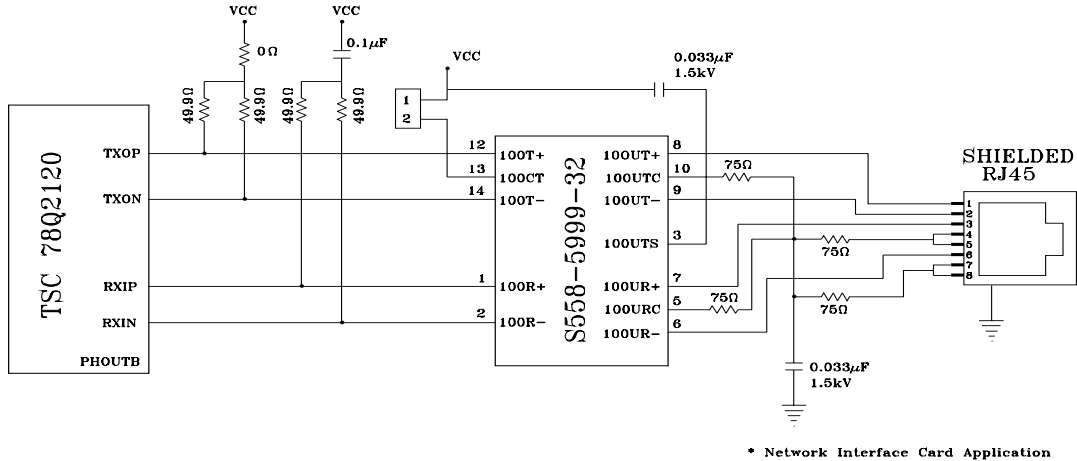 VCC
VCC
0Ω
0.1μF
VCC
0.033μF
1.5kV
49.9Ω
49.9Ω
49.9Ω
49.9Ω
1
2
TSC 78Q2120
TXOP
TXON
RXIP
RXIN
PHOUTB
12
13
14
1
2
100T+
100CT
100T-
100R+
100R-
S558-5999-32
100UT+
100UTC
100UT-
100UTS
100UR+
100URC
100UR-
8
10
9
3
7
5
6
75Ω
75Ω
75Ω
75Ω
SHIELDED
RJ45
1
2
3
4
5
6
7
8
0.033μF
1.5kV
* Network Interface Card Application